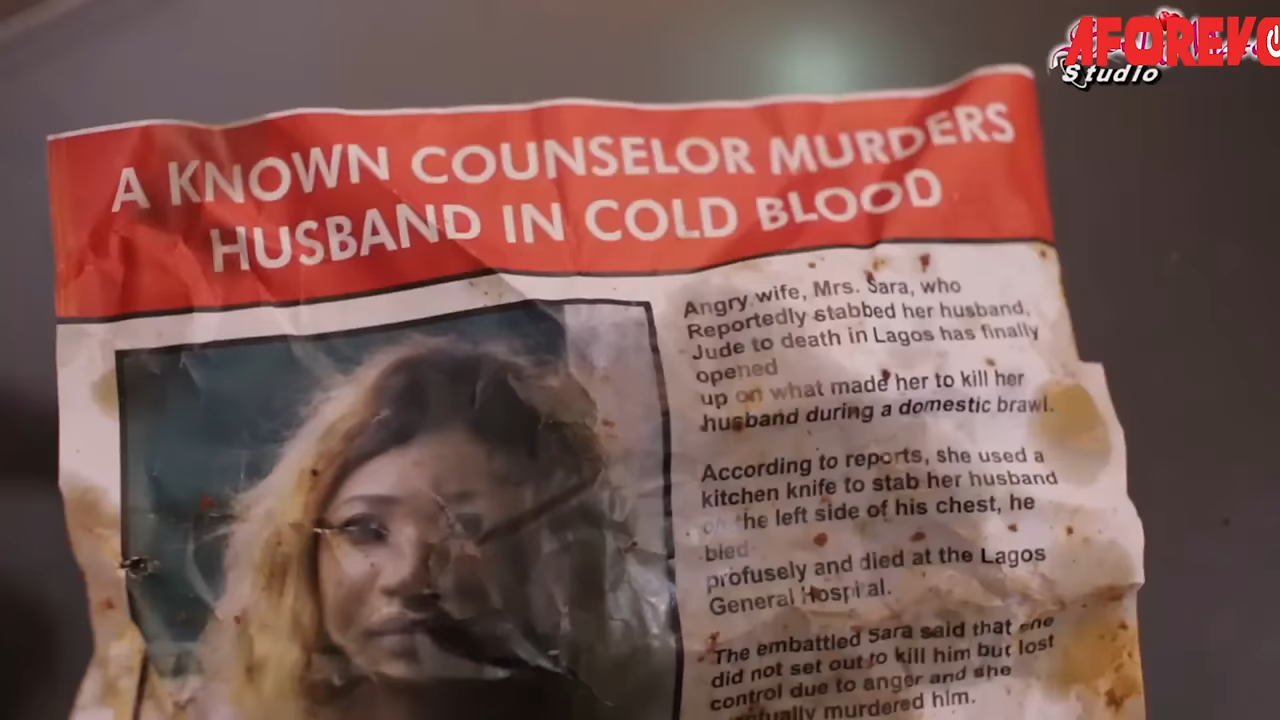 AFOREVO
Studio
A KNOWN COUNSELOR MURDERS
HUSBAND IN COLD BLOOD
Angry wife, Mrs. Sara, who
Reportedly stabbed her husband,
Jude to death in Lagos has finally
opened
up on what made her to kill her
husband during a domestic brawl.
According to reports, she used a
kitchen knife to stab her husband
on the left side of his chest, he
bled
profusely and died at the Lagos
General Hospital.
The embattled Sara said that she
did not set out to kill him but lost
control due to anger and she
murdered him.